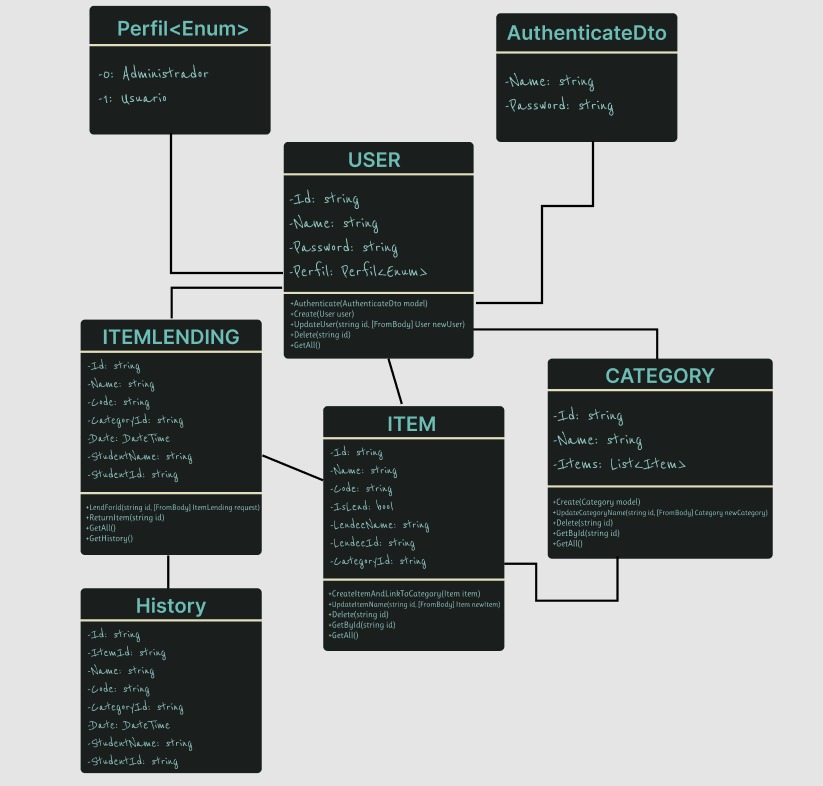 Perfil<Enum>
-0: Administrador
-1: Usuario
AuthenticateDto
-Name: string
-Password: string
USER
-Id: string
-Name: string
-Password: string
-Perfil: Perfil<Enum>
+Authenticate(AuthenticateDto model)
+Create(User user)
+UpdateUser(string id, [FromBody] User newUser)
+Delete(string id)
+GetAll()
ITEMLENDING
-Id: string
-Name: string
-Code: string
-CategoryId: string
-Date: DateTime
-StudentName: string
-StudentId: string
+LendForId(string id, [FromBody] ItemLending request)
+ReturnItem(string id)
+GetAll()
+GetHistory()
ITEM
-Id: string
-Name: string
-Code: string
-IsLend: bool
-LendeeName: string
-LendeeId: string
-CategoryId: string
+CreateItemAndLinkToCategory(Item item)
+UpdateItemName(string id, [FromBody] Item newItem)
+Delete(string id)
+GetById(string id)
+GetAll()
CATEGORY
-Id: string
-Name: string
-Items: List<Item>
+Create(Category model)
+UpdateCategoryName(string id, [FromBody] Category newCategory)
+Delete(string id)
+GetById(string id)
+GetAll()
History
-Id: string
-ItemId: string
-Name: string
-Code: string
-CategoryId: string
-Date: DateTime
-StudentName: string
-StudentId: string